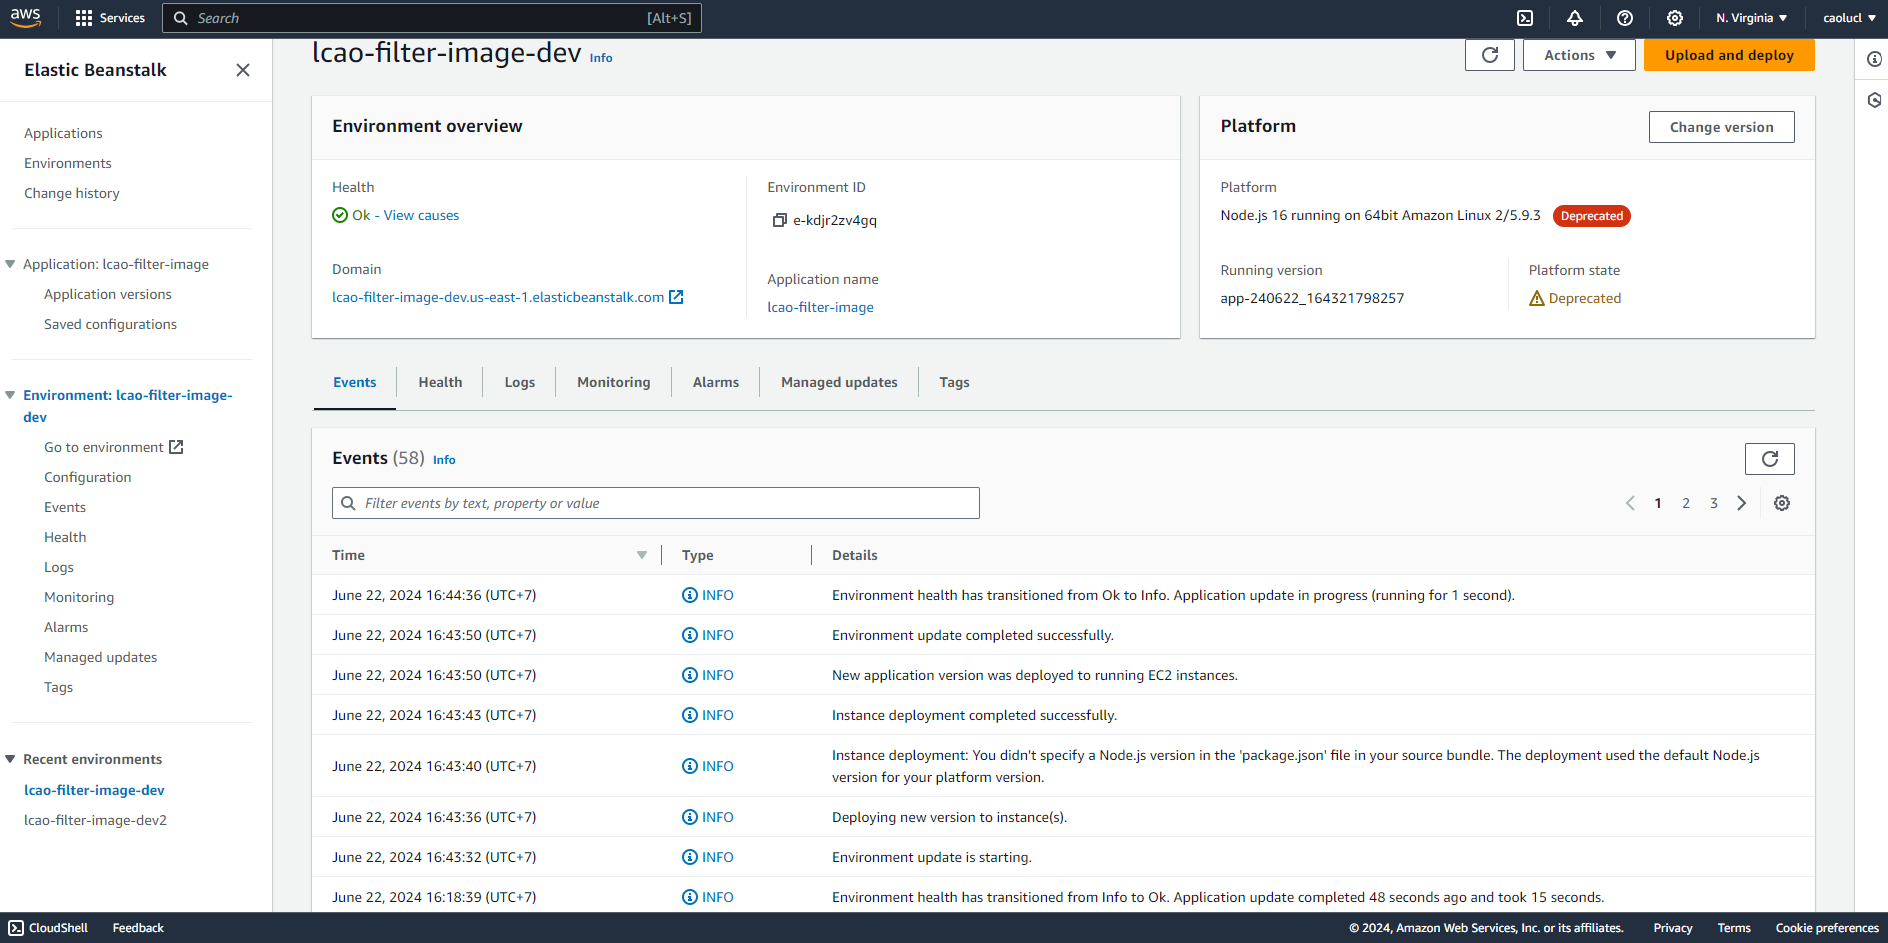 aws
Services
Search
[Alt+S]
N. Virginia
caolucl
Elastic Beanstalk
Applications
Environments
Change history
Application: lcao-filter-image
Application versions
Saved configurations
Environment: lcao-filter-image-
dev
Go to environment
Configuration
Events
Health
Logs
Monitoring
Alarms
Managed updates
Tags
Recent environments
lcao-filter-image-dev
lcao-filter-image-dev2
lcao-filter-image-dev Info
Actions
Upload and deploy
Environment overview
Health
Ok - View causes
Domain
lcao-filter-image-dev.us-east-1.elasticbeanstalk.com
Environment ID
e-kdjr2zv4gq
Application name
lcao-filter-image
Platform
Change version
Platform
Node.js 16 running on 64bit Amazon Linux 2/5.9.3 Deprecated
Running version
app-240622_164321798257
Platform state
Deprecated
Events
Health
Logs
Monitoring
Alarms
Managed updates
Tags
Events (58) Info
Filter events by text, property or value
1 2 3
Time Type Details
June 22, 2024 16:44:36 (UTC+7) INFO Environment health has transitioned from Ok to Info. Application update in progress (running for 1 second).
June 22, 2024 16:43:50 (UTC+7) INFO Environment update completed successfully.
June 22, 2024 16:43:50 (UTC+7) INFO New application version was deployed to running EC2 instances.
June 22, 2024 16:43:43 (UTC+7) INFO Instance deployment completed successfully.
June 22, 2024 16:43:40 (UTC+7) INFO Instance deployment: You didn't specify a Node.js version in the 'package.json' file in your source bundle. The deployment used the default Node.js
version for your platform version.
June 22, 2024 16:43:36 (UTC+7) INFO Deploying new version to instance(s).
June 22, 2024 16:43:32 (UTC+7) INFO Environment update is starting.
June 22, 2024 16:18:39 (UTC+7) INFO Environment health has transitioned from Info to Ok. Application update completed 48 seconds ago and took 15 seconds.
CloudShell
Feedback
© 2024, Amazon Web Services, Inc. or its affiliates.
Privacy
Terms
Cookie preferences